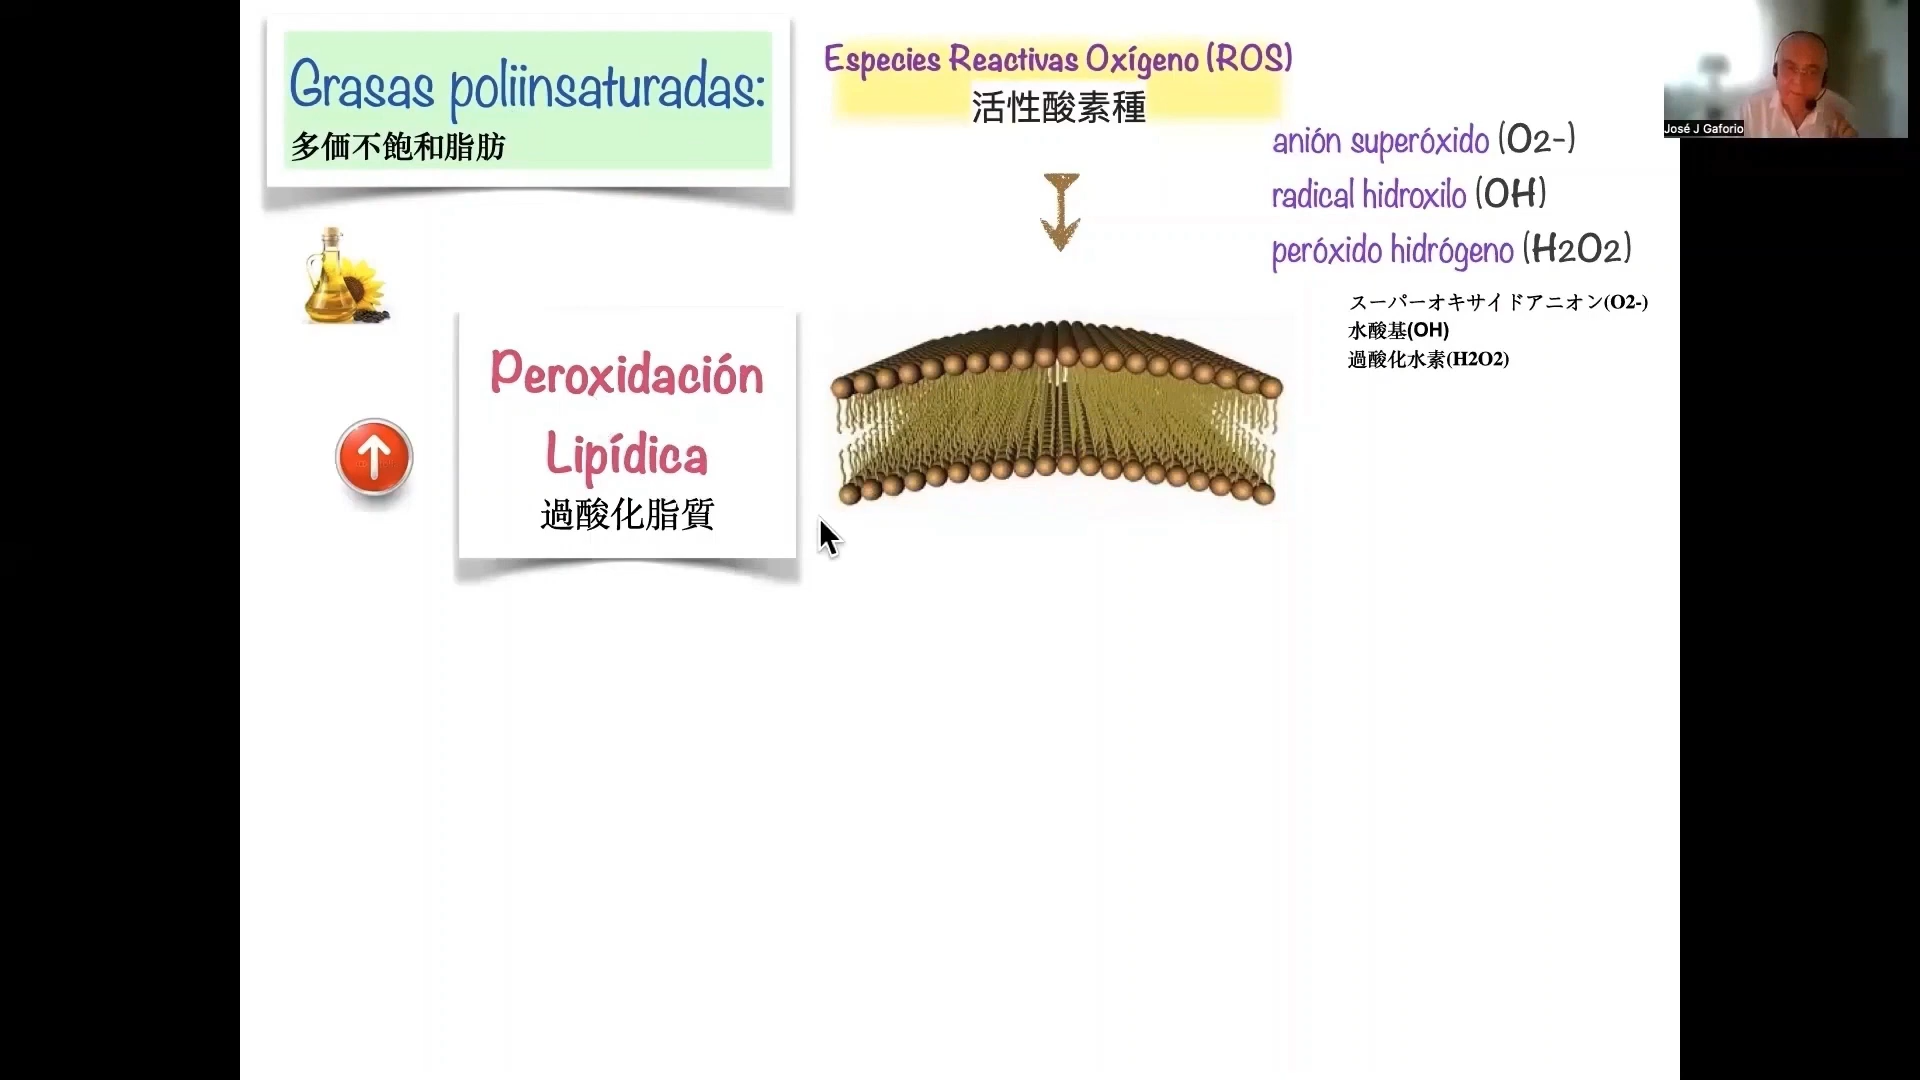 Grasas poliinsaturadas:
多価不飽和脂肪
Especies Reactivas Oxígeno (ROS)
活性酸素種
anión superóxido (O2-)
radical hidroxilo (OH)
peróxido hidrógeno (H2O2)
スーパーオキサイドアニオン(O2-)
水酸基(OH)
過酸化水素(H2O2)
Peroxidación
Lipídica
過酸化脂質
José J Gaforio